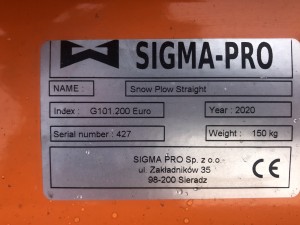 SIGMA-PRO
NAME : Snow Plow Straight
Index : G101.200 Euro Year : 2020
Serial number : 427 Weight : 150 kg
SIGMA PRO Sp. z o.o.
ul. Zakładników 35
98-200 Sieradz
CE